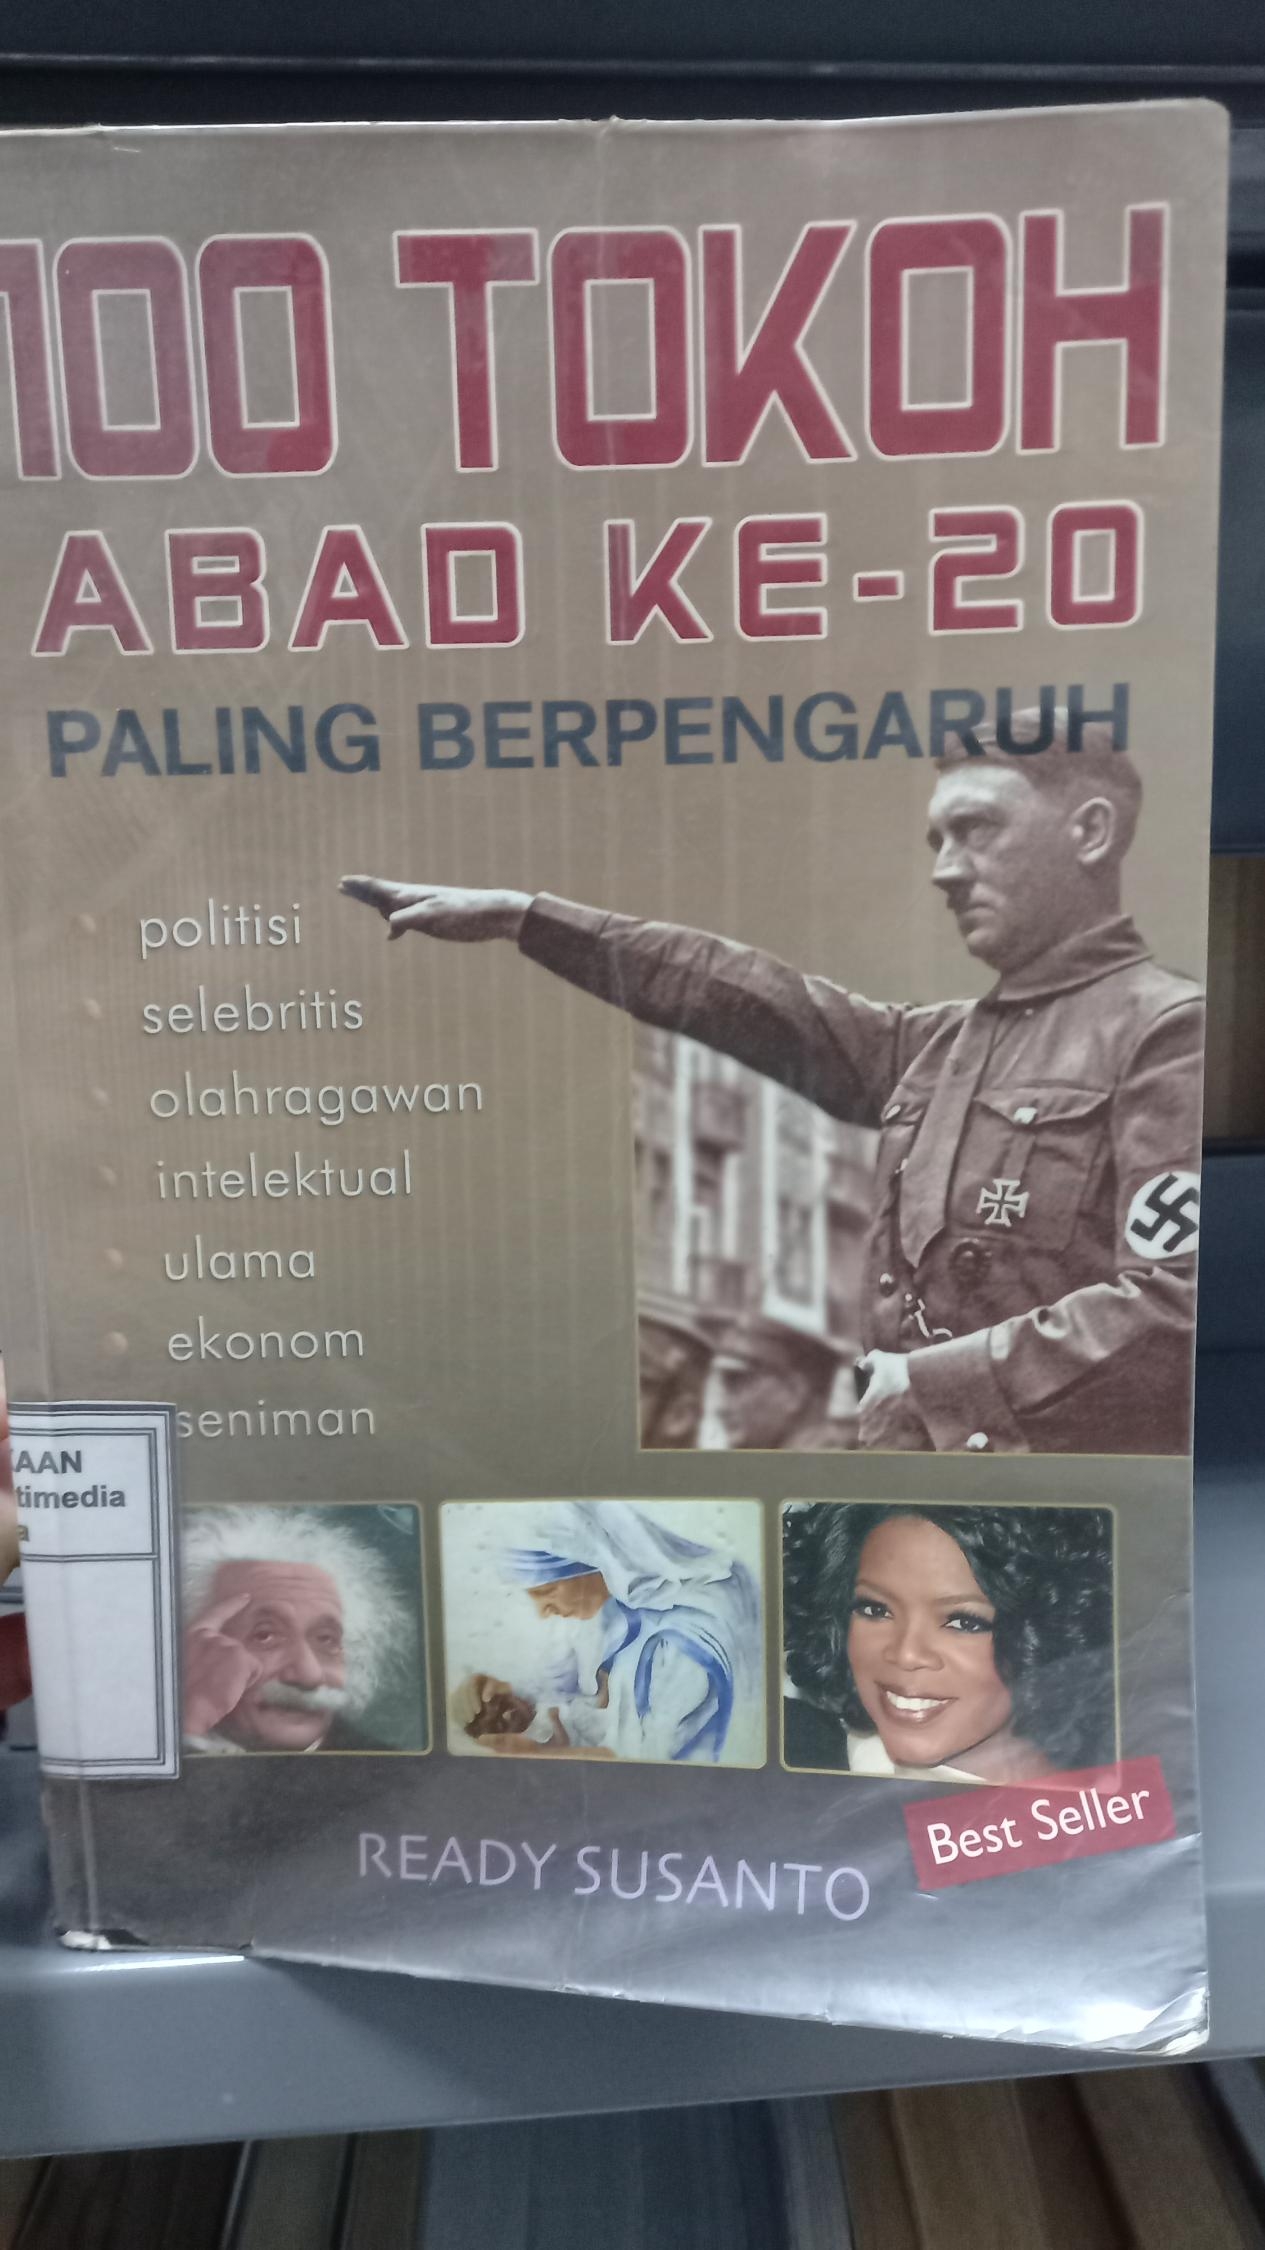 100 TOKOH
ABAD KE-20
PALING BERPENGARUH
politisi
selebritis
olahragawan
intelektual
ulama
ekonom
seniman
KAAN
timedia
a
Best Seller
READY SUSANTO